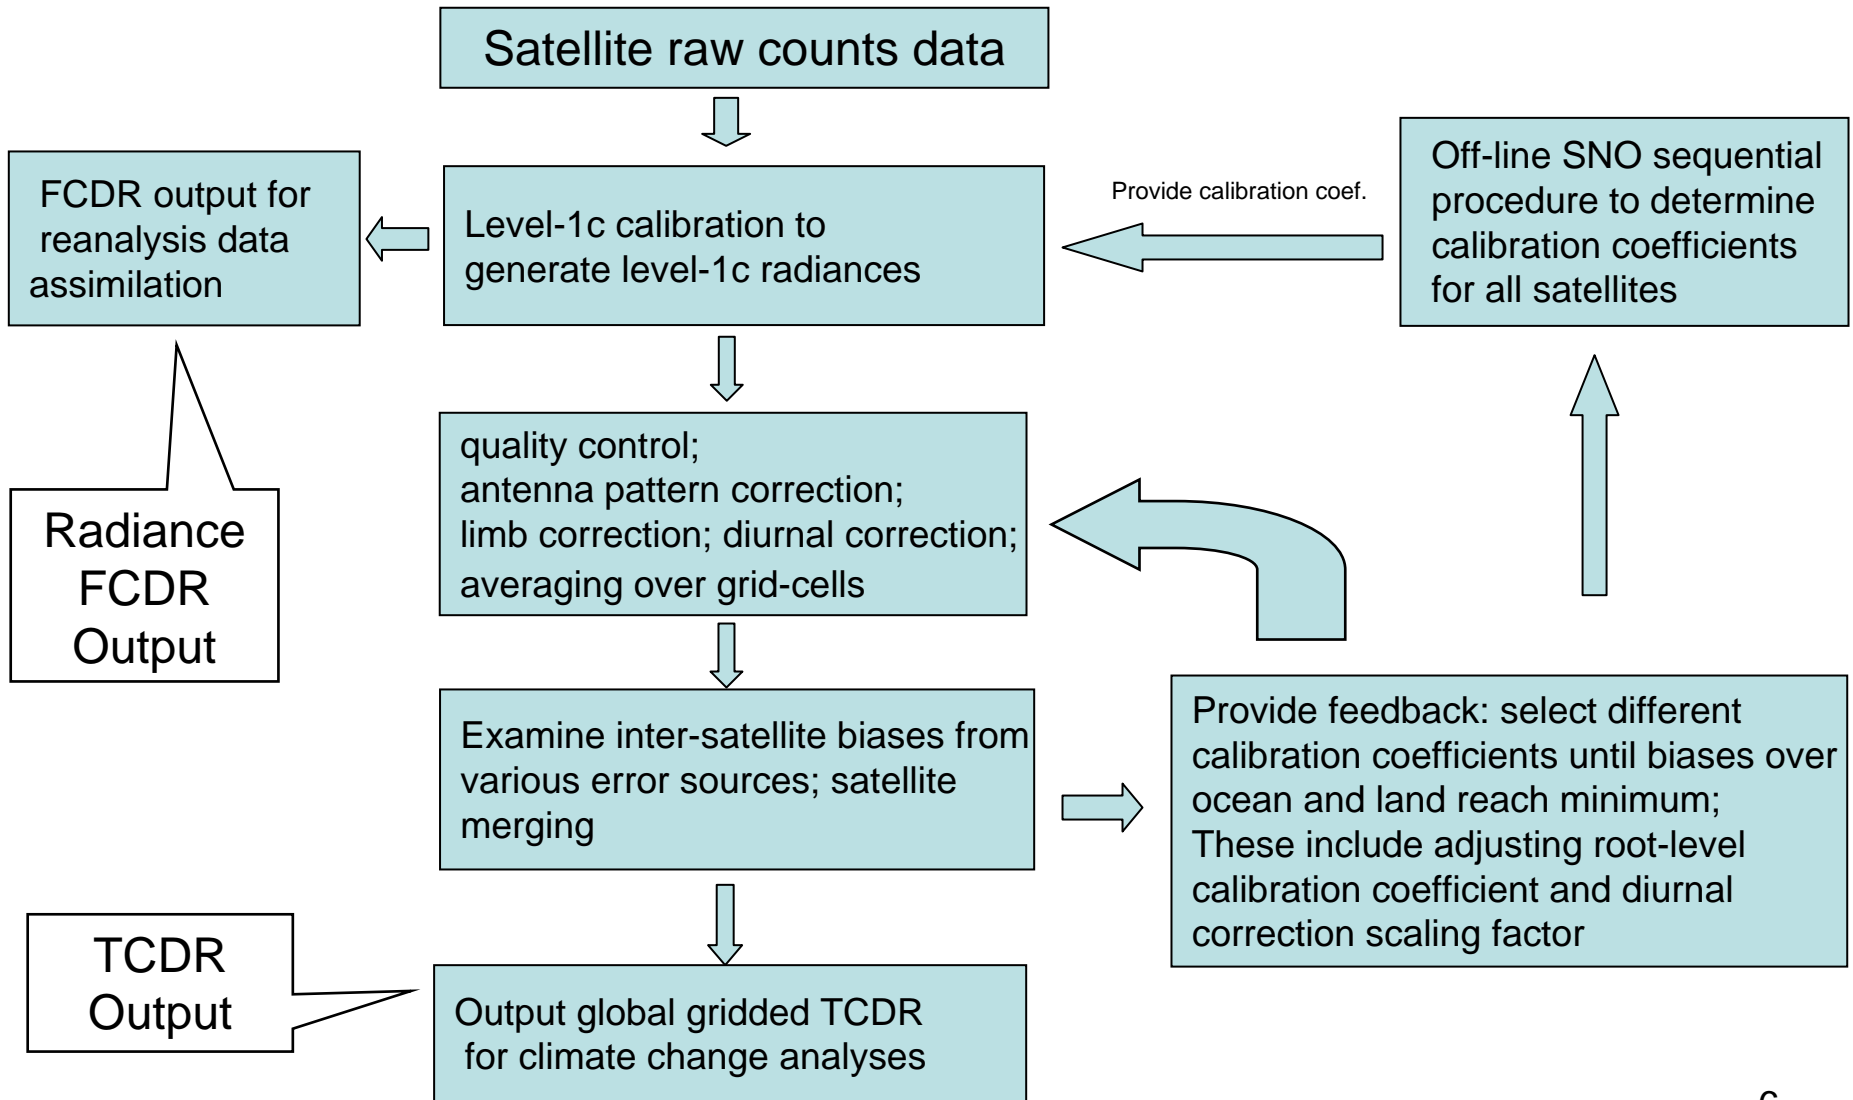 Satellite raw counts data
FCDR output for
reanalysis data
assimilation
Level-1c calibration to
generate level-1c radiances
Provide calibration coef.
Off-line SNO sequential
procedure to determine
calibration coefficients
for all satellites
Radiance
FCDR
Output
quality control;
antenna pattern correction;
limb correction; diurnal correction;
averaging over grid-cells
Examine inter-satellite biases from
various error sources; satellite
merging
Provide feedback: select different
calibration coefficients until biases over
ocean and land reach minimum;
These include adjusting root-level
calibration coefficient and diurnal
correction scaling factor
TCDR
Output
Output global gridded TCDR
for climate change analyses